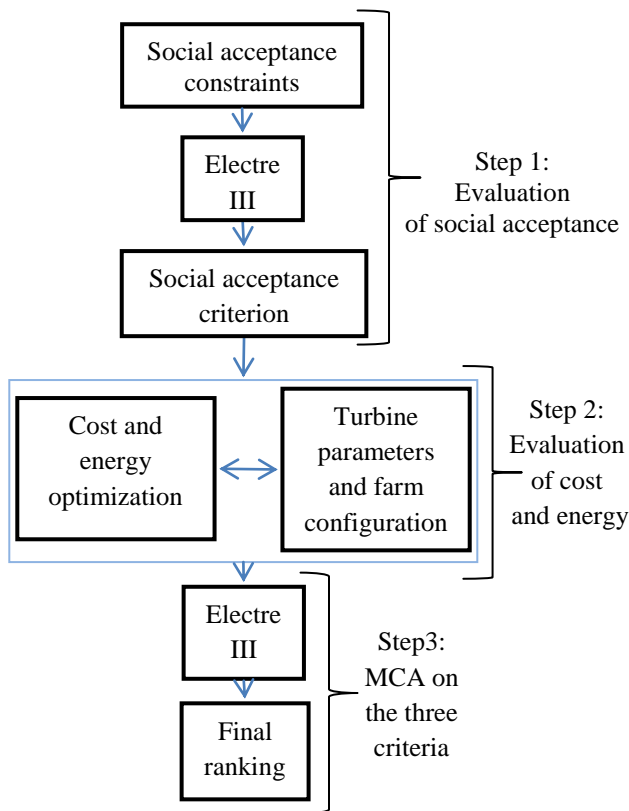 Social acceptance
constraints
Electre
III
Social acceptance
criterion
Step 1:
Evaluation
of social acceptance
Cost and
energy
optimization
Turbine
parameters
and farm
configuration
Step 2:
Evaluation
of cost
and energy
Electre
III
Final
ranking
Step3:
MCA on
the three
criteria